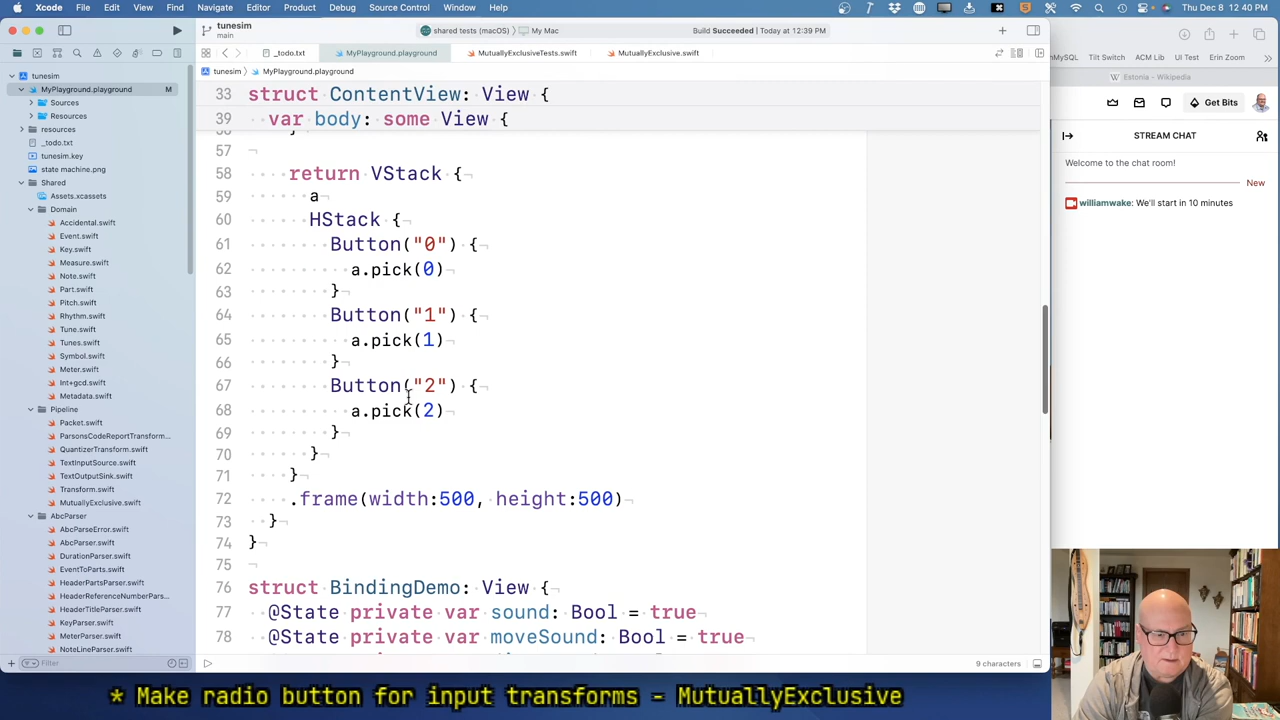 Xcode File Edit View Find Navigate Editor Product Debug Integrate Window Help
tunesim
main
shared tests (macOS) 〉 My Mac
Build Succeeded | Today at 12:39 PM
_todo.txt
MyPlayground.playground
MutuallyExclusiveTests.swift
MutuallyExclusive.swift
tunesim 〉 MyPlayground.playground
tunesim
MyPlayground.playground M
Sources
Resources
resources
_todo.txt
tunesim.key
state machine.png
Shared
Assets.xcassets
Domain
Accidental.swift
Event.swift
Key.swift
Measure.swift
Note.swift
Part.swift
Pitch.swift
Rhythm.swift
Tune.swift
Tunes.swift
Symbol.swift
Meter.swift
Int+gcd.swift
Metadata.swift
Pipeline
Packet.swift
ParsonsCodeReportTransform...
QuantizerTransform.swift
TextInputSource.swift
TextOutputSink.swift
Transform.swift
MutuallyExclusive.swift
AbcParser
AbcParseError.swift
AbcParser.swift
DurationParser.swift
EventToParts.swift
HeaderPartsParser.swift
HeaderReferenceNumberPars...
HeaderTitleParser.swift
KeyParser.swift
MeterParser.swift
NoteLineParser.swift
Filter
33 struct ContentView: View {
39 var body: some View {
57
58 return VStack {
59 a
60 HStack {
61 Button("0") {
62 a.pick(0)
63 }
64 Button("1") {
65 a.pick(1)
66 }
67 Button("2") {
68 a.pick(2)
69 }
70 }
71 }
72 .frame(width:500, height:500)
73 }
74 }
75
76 struct BindingDemo: View {
77 @State private var sound: Bool = true
78 @State private var moveSound: Bool = true
9 characters
nMySQL Tilt Switch ACM Lib UI Test Erin Zoom
Estonia - Wikipedia
Get Bits
STREAM CHAT
Welcome to the chat room!
New
williamwake: We'll start in 10 minutes
* Make radio button for input transforms - MutuallyExclusive